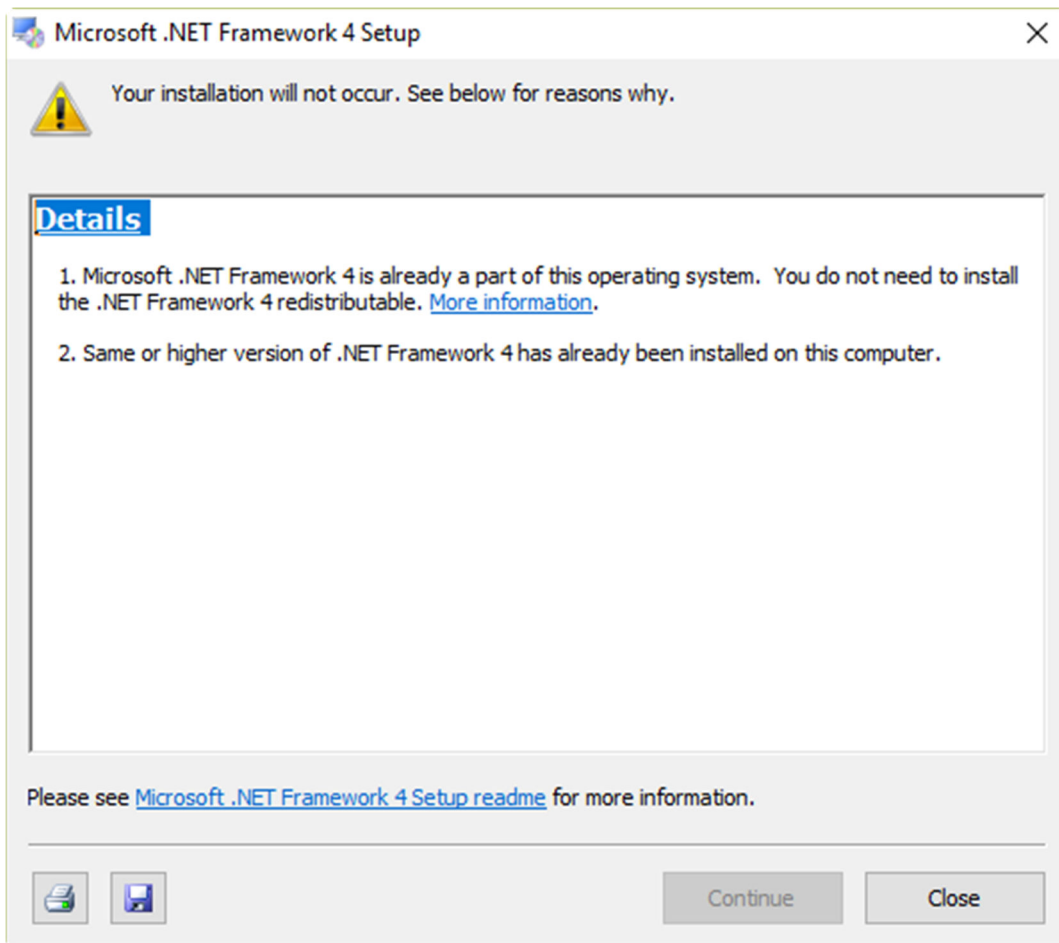 Microsoft .NET Framework 4 Setup
Your installation will not occur. See below for reasons why.
Details
1. Microsoft .NET Framework 4 is already a part of this operating system.  You do not need to install
the .NET Framework 4 redistributable. More information.
2. Same or higher version of .NET Framework 4 has already been installed on this computer.
Please see Microsoft .NET Framework 4 Setup readme for more information.
Continue
Close